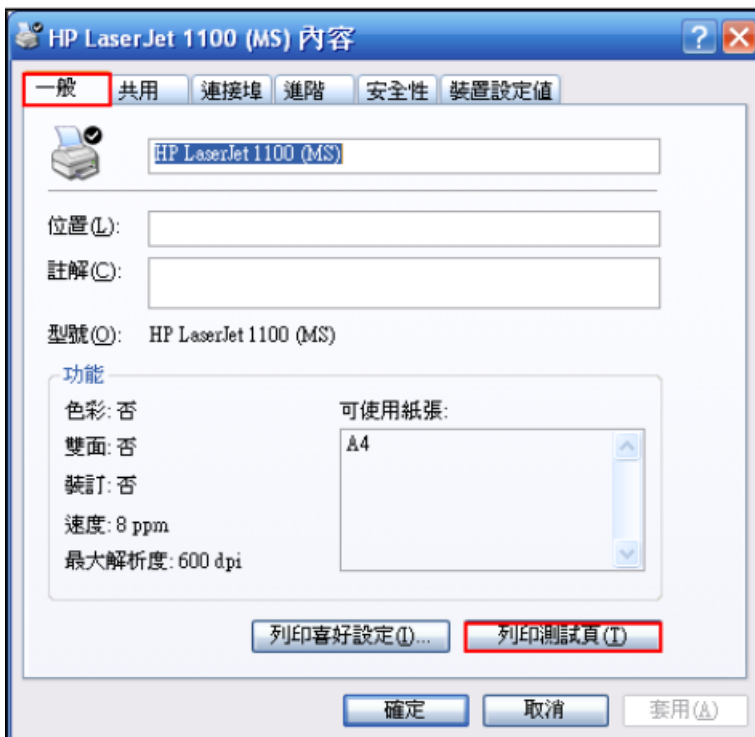 HP LaserJet 1100 (MS) 內容
一般 共用 連接埠 進階 安全性 裝置設定值
HP LaserJet 1100 (MS)
位置(L):
註解(C):
型號(O): HP LaserJet 1100 (MS)
功能
色彩: 否 可使用紙張:
雙面: 否 A4
裝訂: 否
速度: 8 ppm
最大解析度: 600 dpi
列印喜好設定(I)... 列印測試頁(T)
確定 取消 套用(A)